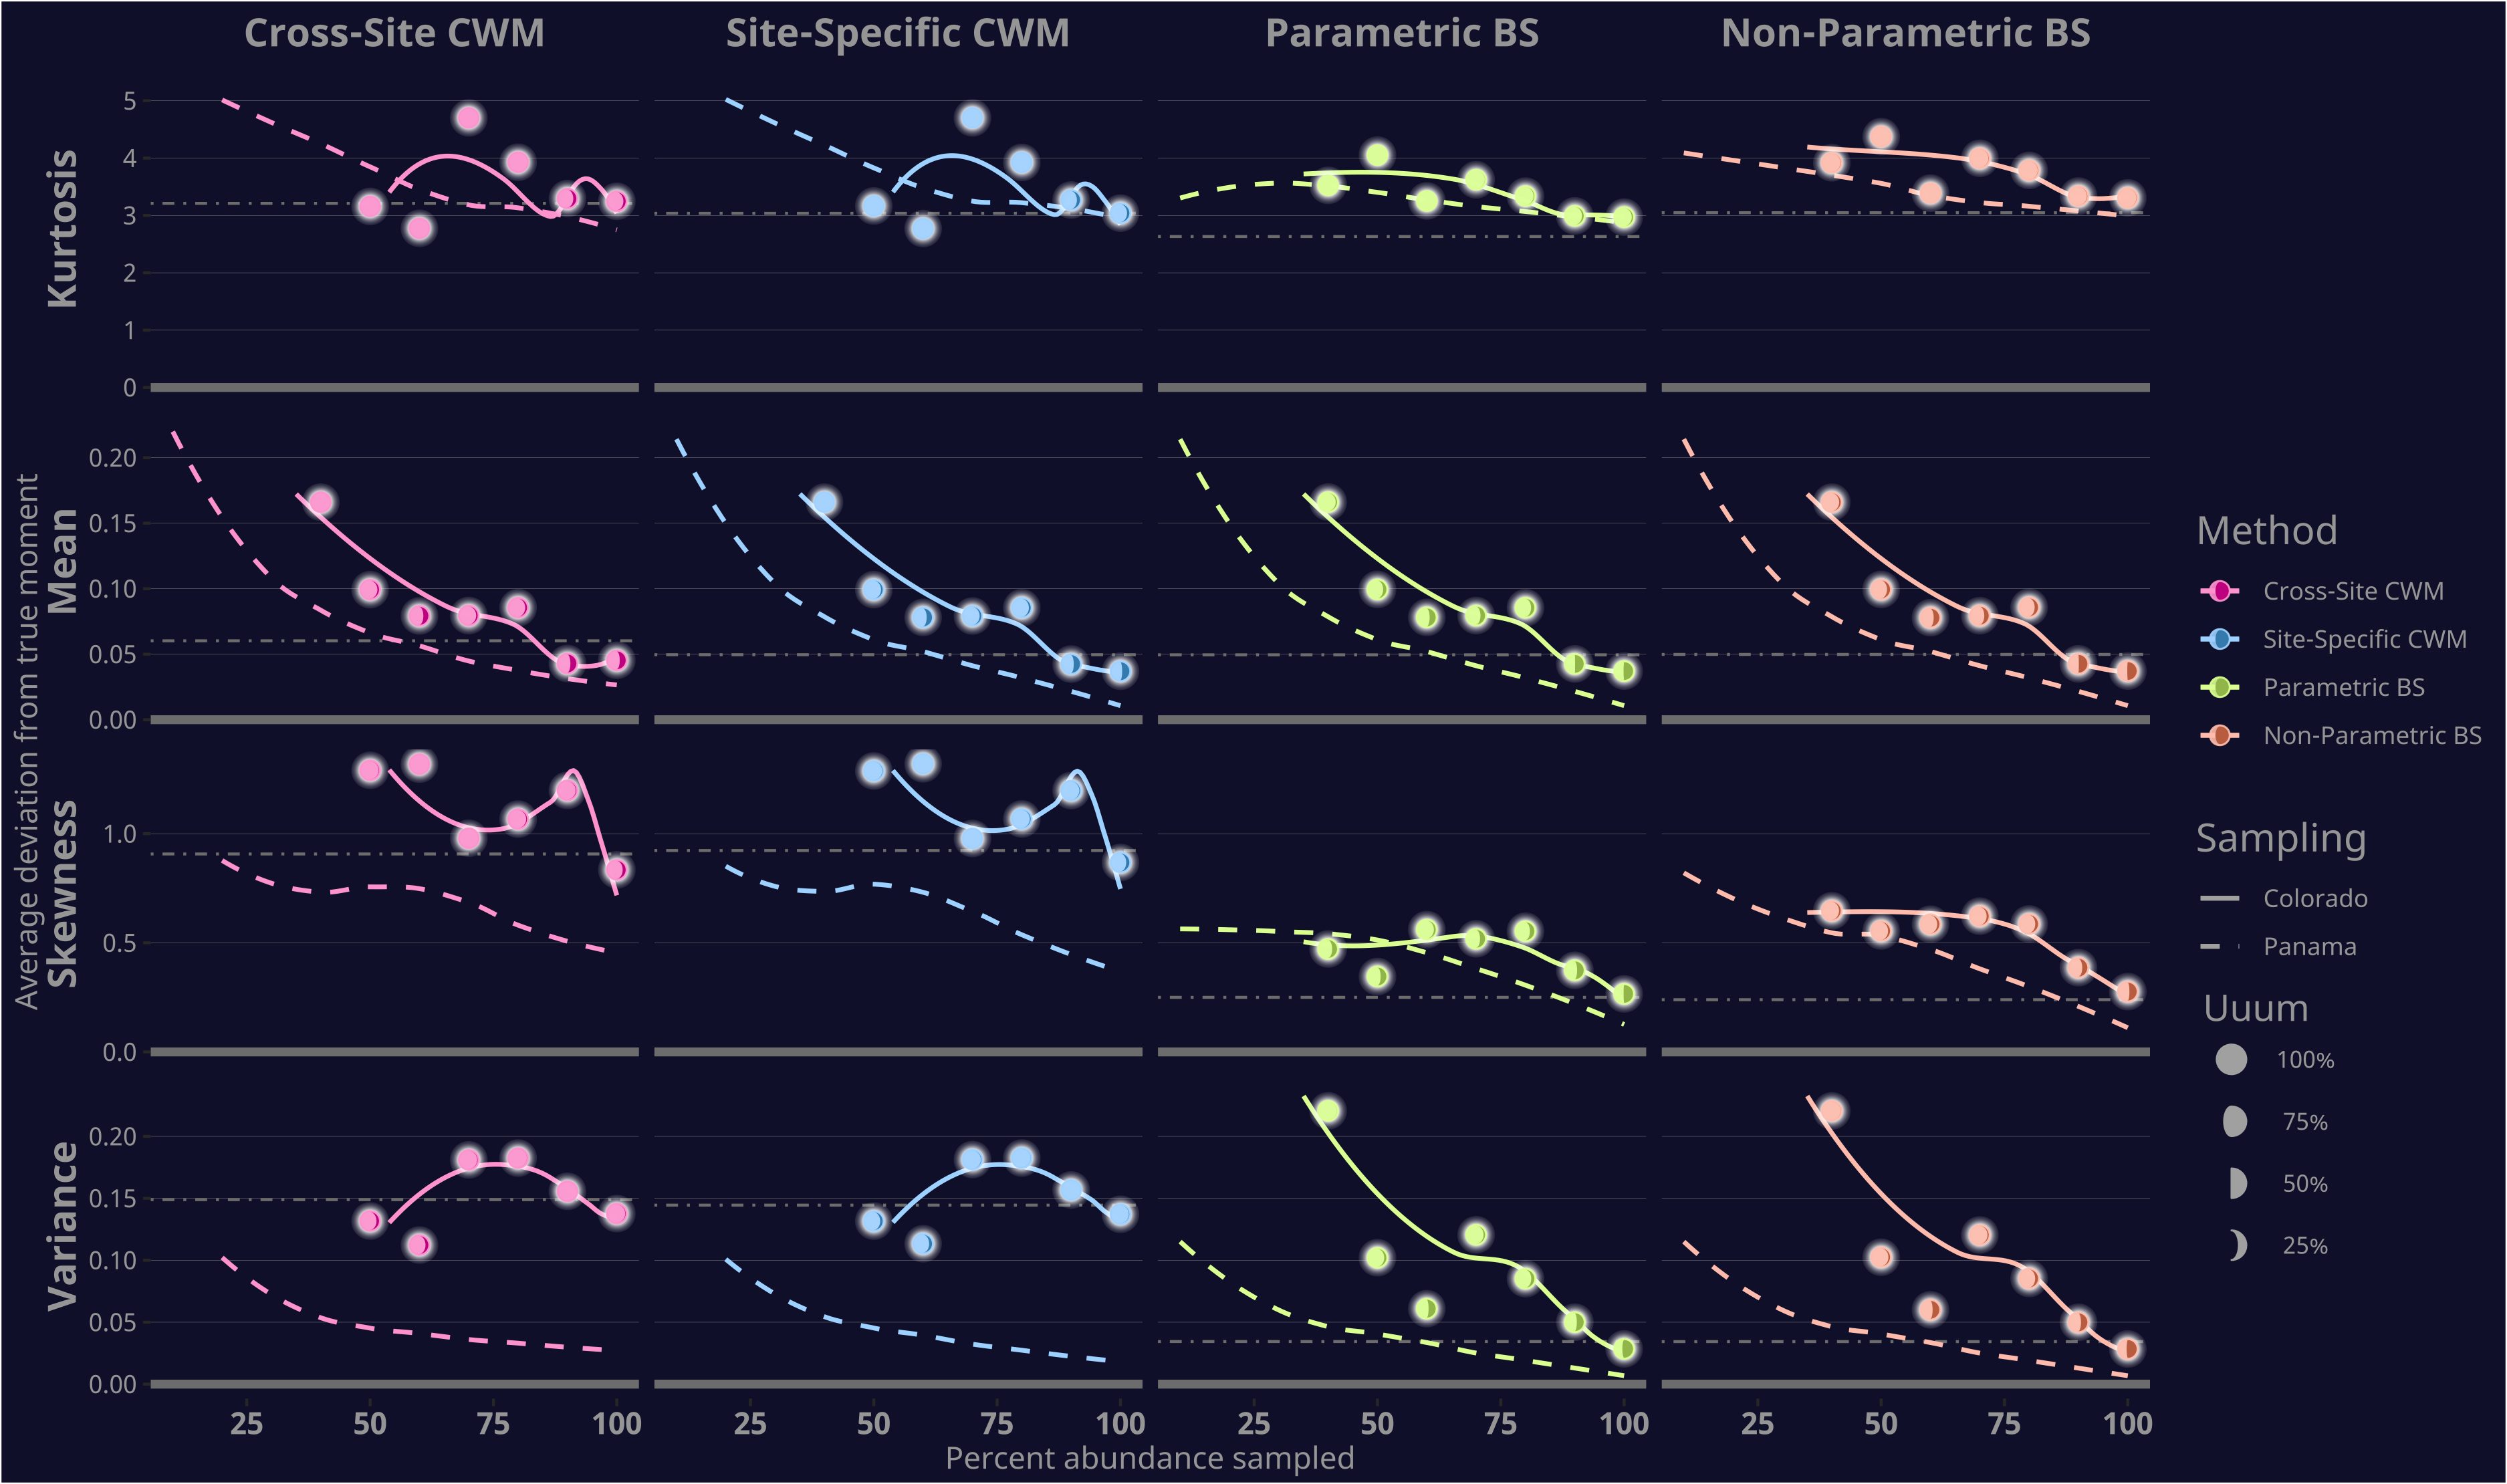 Cross-Site CWM Site-Specific CWM Parametric BS Non-Parametric BS
Average deviation from true moment
Kurtosis
5
4
3
2
1
0
Mean
0.20
0.15
0.10
0.05
0.00
Skewness
1.0
0.5
0.0
Variance
0.20
0.15
0.10
0.05
0.00
25 50 75 100 25 50 75 100 25 50 75 100 25 50 75 100
Percent abundance sampled
Method
Cross-Site CWM
Site-Specific CWM
Parametric BS
Non-Parametric BS
Sampling
Colorado
Panama
Uuum
100%
75%
50%
25%